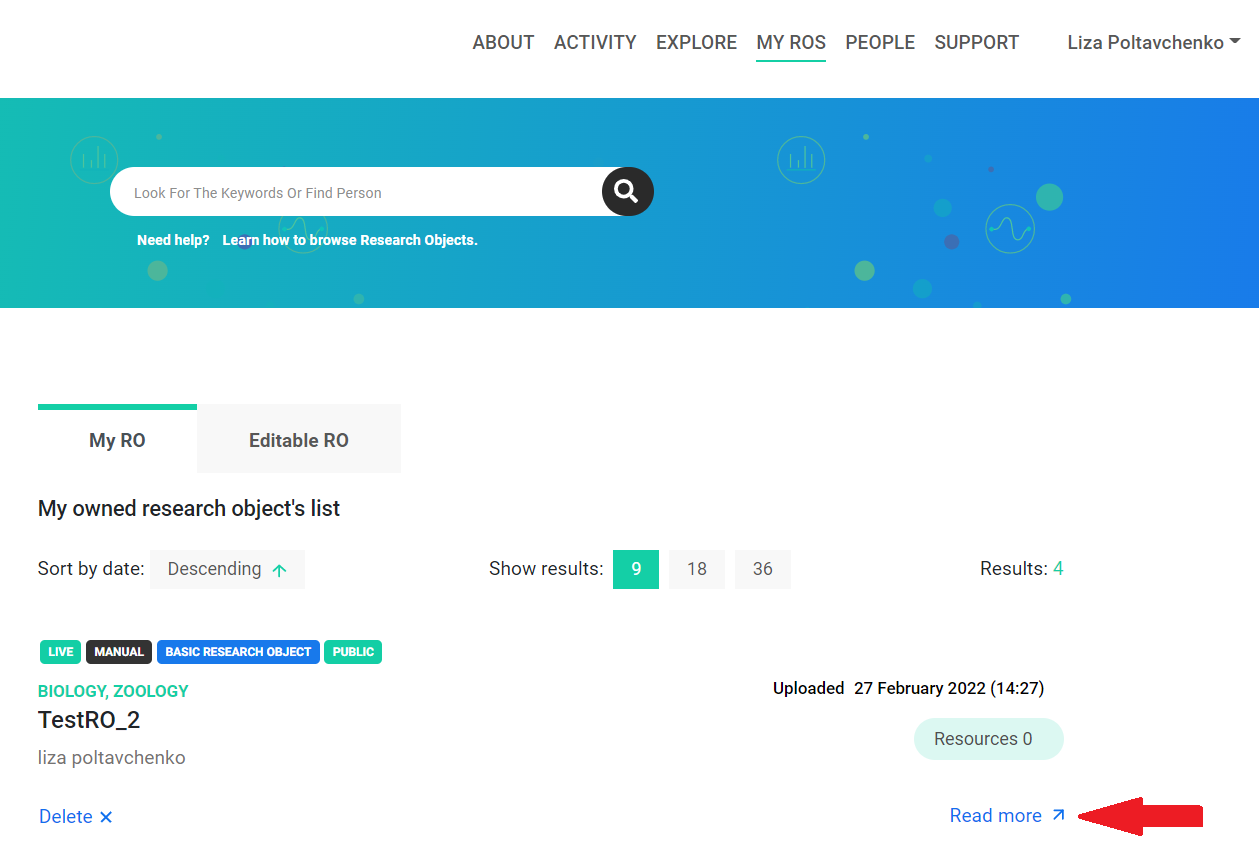 ABOUT ACTIVITY EXPLORE MY ROS PEOPLE SUPPORT Liza Poltavchenko
Look For The Keywords Or Find Person
Need help? Learn how to browse Research Objects.
My RO Editable RO
My owned research object's list
Sort by date: Descending Show results: 9 18 36 Results: 4
LIVE MANUAL BASIC RESEARCH OBJECT PUBLIC
BIOLOGY, ZOOLOGY Uploaded 27 February 2022 (14:27)
TestRO_2
Resources 0
liza poltavchenko
Delete Read more